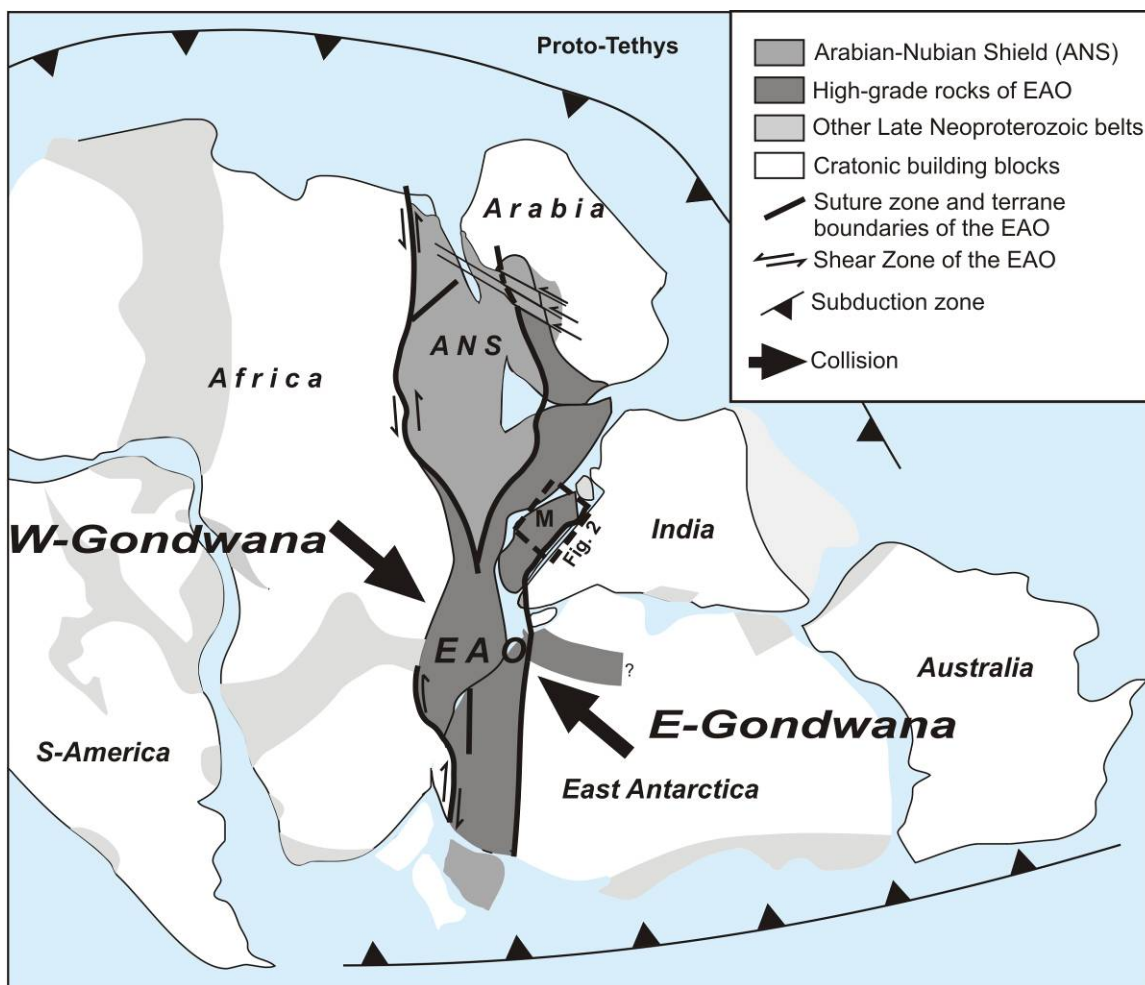 Proto-Tethys
Arabian-Nubian Shield (ANS)
High-grade rocks of EAO
Other Late Neoproterozoic belts
Cratonic building blocks
Suture zone and terrane
boundaries of the EAO
Shear Zone of the EAO
Subduction zone
Collision
Arabia
ANS
Africa
M
Fig. 2
India
W-Gondwana
EAO
?
Australia
E-Gondwana
S-America
East Antarctica